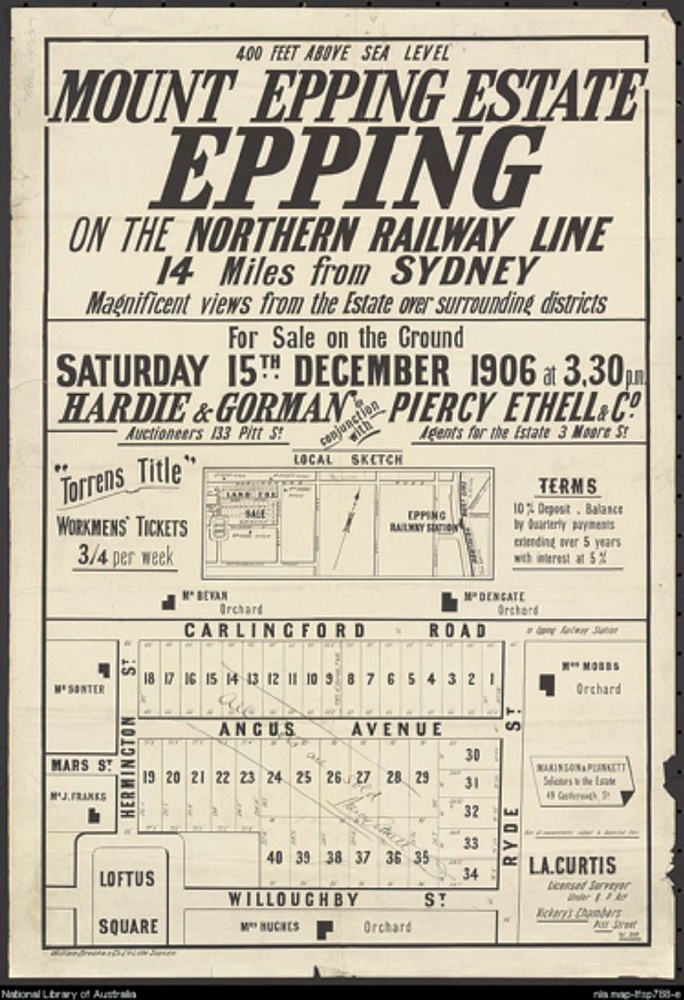 400 FEET ABOVE SEA LEVEL
MOUNT EPPING ESTATE
EPPING
ON THE NORTHERN RAILWAY LINE
14 Miles from SYDNEY
Magnificent views from the Estate over surrounding districts
For Sale on the Ground
SATURDAY 15TH DECEMBER 1906 at 3.30 p.m.
HARDIE & GORMAN in conjunction with PIERCY ETHELL & Co.
Auctioneers 133 Pitt St
Agents for the Estate 3 Moore St
"Torrens Title"
WORKMENS' TICKETS
3/4 per week
LOCAL SKETCH
LAND FOR
SALE
EPPING
RAILWAY STATION
TERMS
10% Deposit . Balance
by Quarterly payments
extending over 5 years
with interest at 5%
Mr BEVAN
Orchard
Mr DENGATE
Orchard
CARLINGFORD ROAD
to Epping Railway Station
Mr SONTER
HERMINGTON ST
18 17 16 15 14 13 12 11 10 9 8 7 6 5 4 3 2 1
Mrs MOBBS
Orchard
ANGUS AVENUE
RYDE ST
MARS ST
Mr J. FRANKS
19 20 21 22 23 24 25 26 27 28 29
30
31
32
33
34
40 39 38 37 36 35
All are sold
MAKINSON & PLUNKETT
Solicitors to the Estate
49 Castlereagh St
L.A. CURTIS
Licensed Surveyor
Under R. P. Act
Vickery's Chambers
Pitt Street
LOFTUS
SQUARE
WILLOUGHBY ST
Mrs HUGHES
Orchard
National Library of Australia
nla.map-lfsp788-e